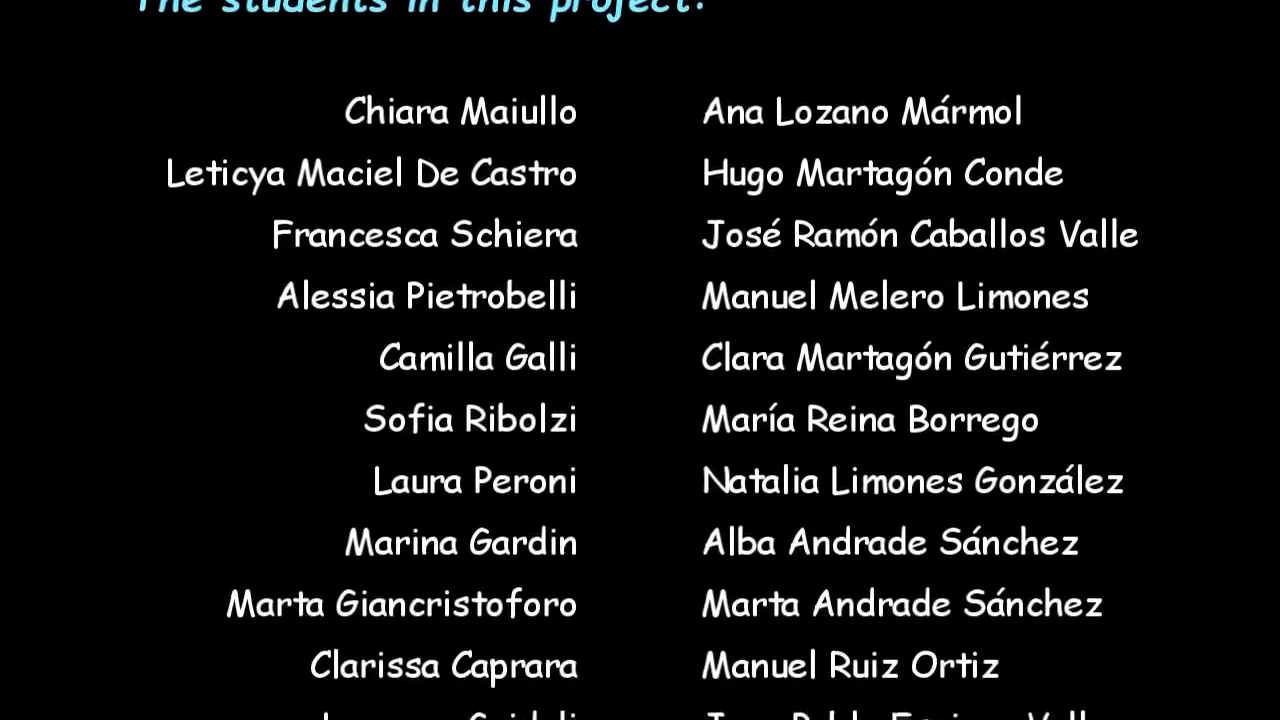 The students in this project:
Chiara Maiullo Ana Lozano Mármol
Leticya Maciel De Castro Hugo Martagón Conde
Francesca Schiera José Ramón Caballos Valle
Alessia Pietrobelli Manuel Melero Limones
Camilla Galli Clara Martagón Gutiérrez
Sofia Ribolzi María Reina Borrego
Laura Peroni Natalia Limones González
Marina Gardin Alba Andrade Sánchez
Marta Giancristoforo Marta Andrade Sánchez
Clarissa Caprara Manuel Ruiz Ortiz